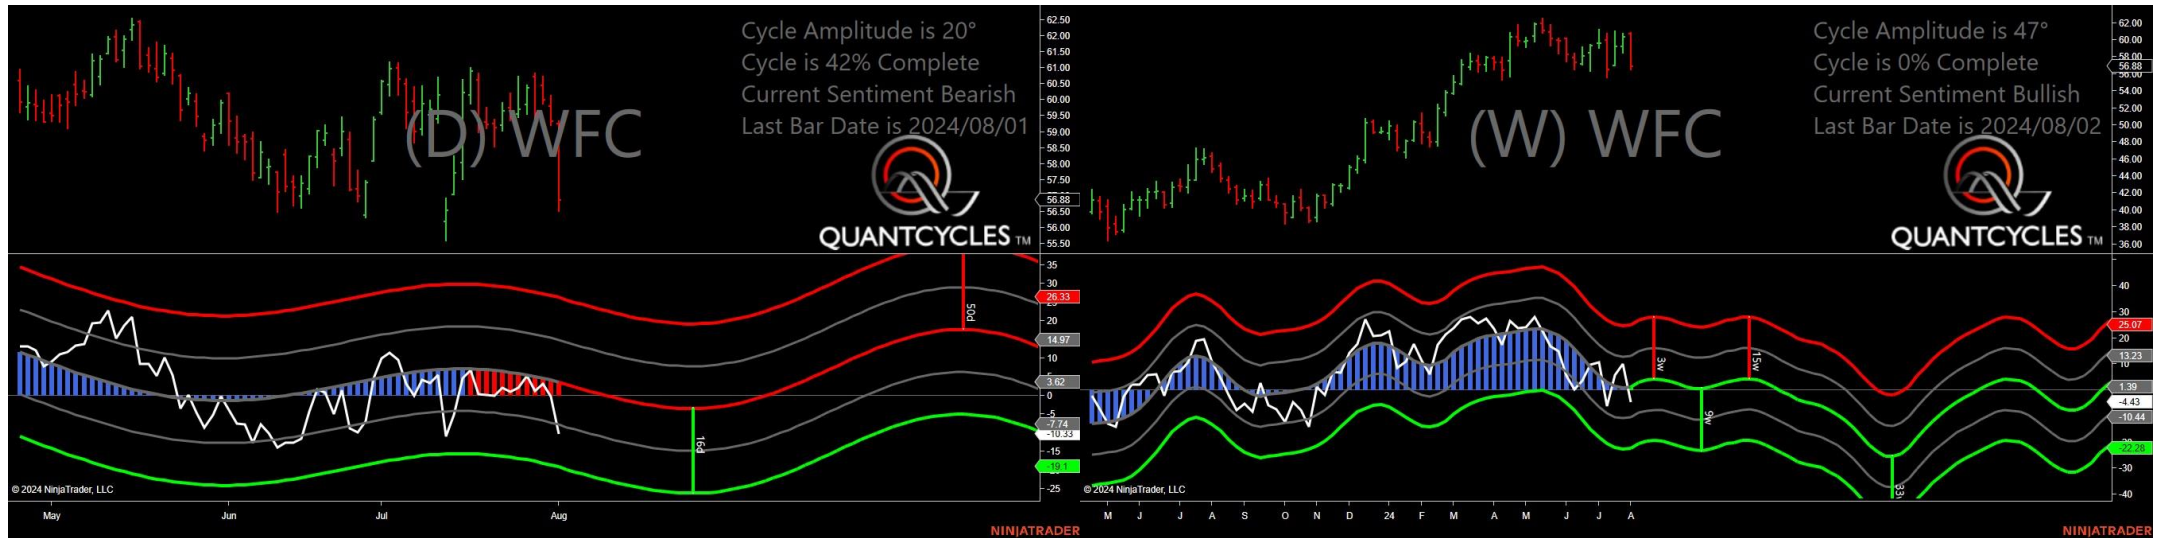 Cycle Amplitude is 20°
Cycle is 42% Complete
Current Sentiment Bearish
Last Bar Date is 2024/08/01
(D) WFC
QUANTCYCLES TM
62.50
62.00
61.50
61.00
60.50
60.00
59.50
59.00
58.50
58.00
57.50
56.88
56.50
56.00
55.50
35
26.33
20
14.97
10
3.62
0
-5
-7.74
-10.33
-15
-19.1
-25
50d
16d
© 2024 NinjaTrader, LLC
May
Jun
Jul
Aug
NINJATRADER
Cycle Amplitude is 47°
Cycle is 0% Complete
Current Sentiment Bullish
Last Bar Date is 2024/08/02
(W) WFC
QUANTCYCLES TM
62.00
60.00
58.00
56.88
56.00
54.00
52.00
50.00
48.00
46.00
44.00
42.00
40.00
38.00
36.00
40
30
25.07
20
13.23
10
1.39
-4.43
-10.44
-22.28
-30
-40
3w
15w
9w
© 2024 NinjaTrader, LLC
M
J
J
A
S
O
N
D
24
F
M
A
M
J
J
A
NINJATRADER